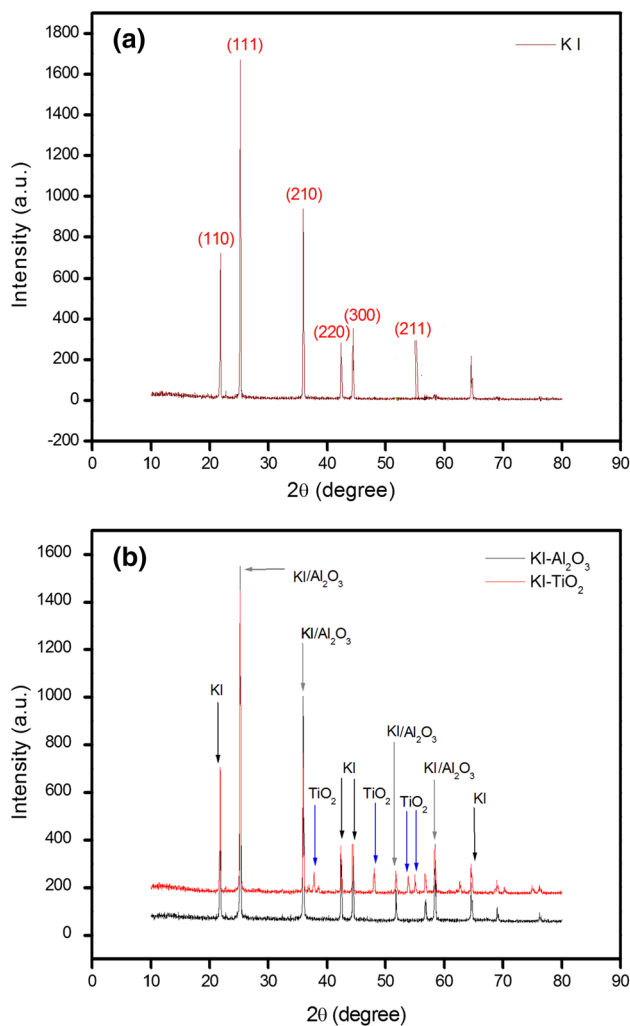 (a)
K I
(111)
(210)
(110)
(220)
(300)
(211)
1800
1600
1400
1200
1000
800
600
400
200
0
-200
Intensity (a.u.)
0 10 20 30 40 50 60 70 80 90
2θ (degree)
(b)
KI-Al₂O₃
KI-TiO₂
KI/Al₂O₃
KI/Al₂O₃
KI
KI/Al₂O₃
KI
KI/Al₂O₃
TiO₂
TiO₂
TiO₂
KI
1600
1400
1200
1000
800
600
400
200
0
Intensity (a.u.)
0 10 20 30 40 50 60 70 80 90
2θ (degree)